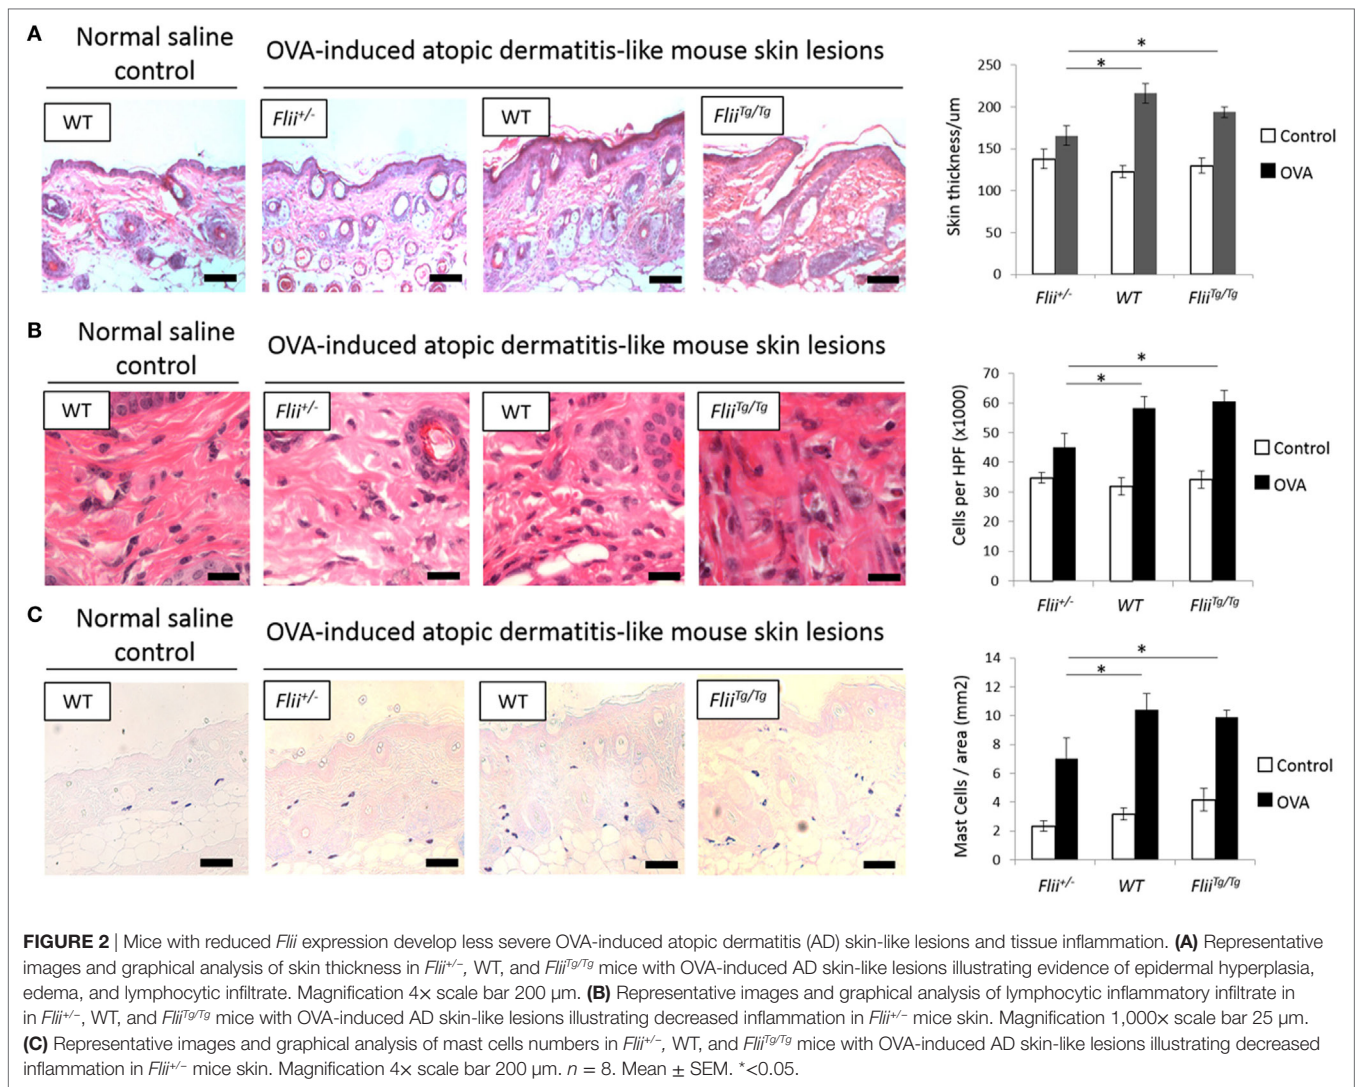 A
Normal saline control
OVA-induced atopic dermatitis-like mouse skin lesions
WT
Flii+/-
WT
FliiTg/Tg
*
*
Skin thickness/um
250
200
150
100
50
0
Flii+/-
WT
FliiTg/Tg
Control
OVA
B
Normal saline control
OVA-induced atopic dermatitis-like mouse skin lesions
WT
Flii+/-
WT
FliiTg/Tg
*
*
Cells per HPF (x1000)
70
60
50
40
30
20
10
0
Flii+/-
WT
FliiTg/Tg
Control
OVA
C
Normal saline control
OVA-induced atopic dermatitis-like mouse skin lesions
WT
Flii+/-
WT
FliiTg/Tg
*
*
Mast Cells / area (mm2)
14
12
10
8
6
4
2
0
Flii+/-
WT
FliiTg/Tg
Control
OVA
FIGURE 2 | Mice with reduced Flii expression develop less severe OVA-induced atopic dermatitis (AD) skin-like lesions and tissue inflammation. (A) Representative
images and graphical analysis of skin thickness in Flii+/−, WT, and FliiTg/Tg mice with OVA-induced AD skin-like lesions illustrating evidence of epidermal hyperplasia,
edema, and lymphocytic infiltrate. Magnification 4× scale bar 200 µm. (B) Representative images and graphical analysis of lymphocytic inflammatory infiltrate in
in Flii+/−, WT, and FliiTg/Tg mice with OVA-induced AD skin-like lesions illustrating decreased inflammation in Flii+/− mice skin. Magnification 1,000× scale bar 25 µm.
(C) Representative images and graphical analysis of mast cells numbers in Flii+/−, WT, and FliiTg/Tg mice with OVA-induced AD skin-like lesions illustrating decreased
inflammation in Flii+/− mice skin. Magnification 4× scale bar 200 µm. n = 8. Mean ± SEM. *<0.05.